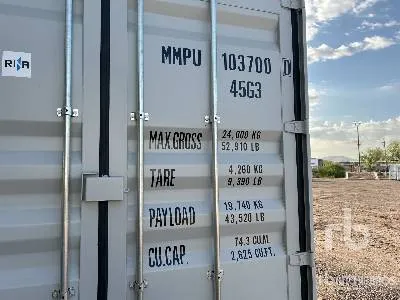 RINA
MMPU 103700 0
45G3
MAX.GROSS 24,000 KG
52,910 LB
TARE 4,260 KG
9,390 LB
PAYLOAD 19,740 KG
43,520 LB
CU.CAP. 74.3 CU.M.
2,625 CU.FT.
rb